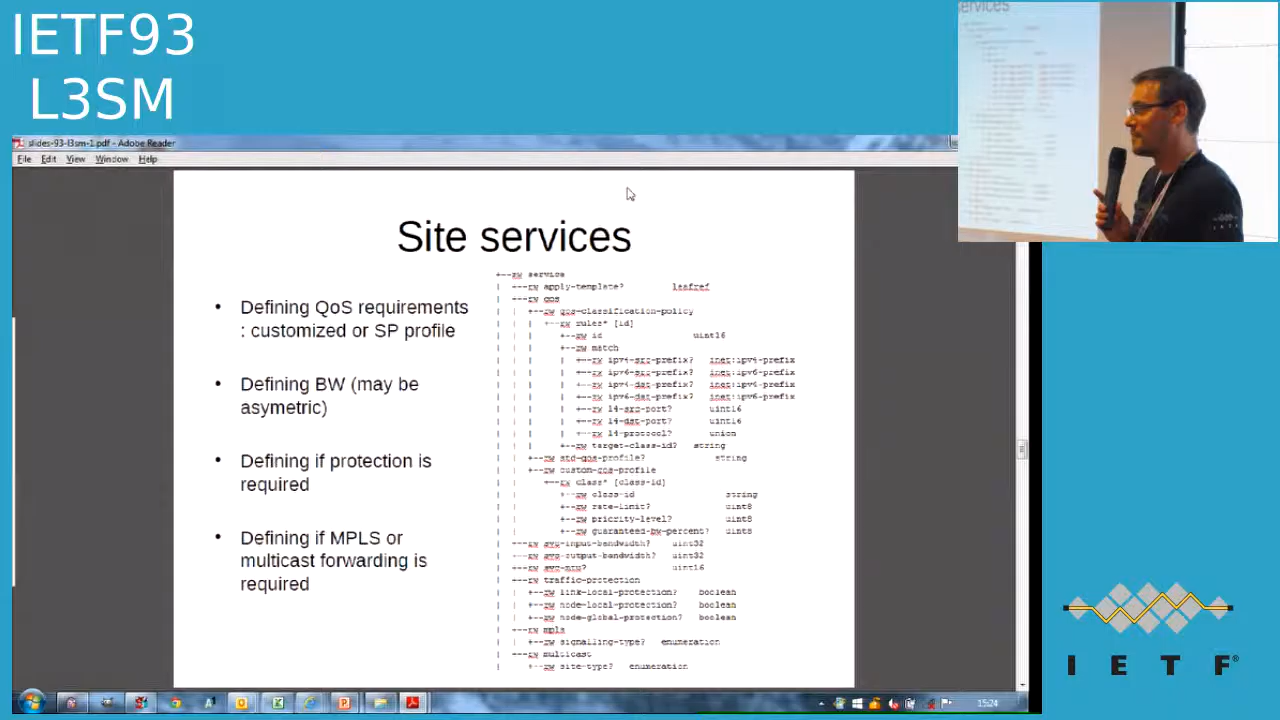 IETF93
L3SM
services
slides-93-l3sm-1.pdf - Adobe Reader
File Edit View Window Help
Site services
• Defining QoS requirements
: customized or SP profile
• Defining BW (may be
asymetric)
• Defining if protection is
required
• Defining if MPLS or
multicast forwarding is
required
+--rw service
| ---rw apply-template? leafref
| ---rw qos
| | +--rw qos-classification-policy
| | | +--rw rules* [id]
| | | +--rw id uint16
| | | +--rw match
| | | | +--rw ipv4-src-prefix? inet:ipv4-prefix
| | | | +--rw ipv6-src-prefix? inet:ipv6-prefix
| | | | +--rw ipv4-dst-prefix? inet:ipv4-prefix
| | | | +--rw ipv6-dst-prefix? inet:ipv6-prefix
| | | | +--rw l4-src-port? uint16
| | | | +--rw l4-dst-port? uint16
| | | | +--rw l4-protocol? union
| | | +--rw target-class-id? string
| | +--rw std-qos-profile? string
| | +--rw custom-qos-profile
| | +--rw class* [class-id]
| | +--rw class-id string
| | +--rw rate-limit? uint8
| | +--rw priority-level? uint8
| | +--rw guaranteed-bw-percent? uint8
| ---rw svc-input-bandwidth? uint32
| ---rw svc-output-bandwidth? uint32
| ---rw svc-mtu? uint16
| ---rw traffic-protection
| | +--rw link-local-protection? boolean
| | +--rw node-local-protection? boolean
| | +--rw node-global-protection? boolean
| ---rw mpls
| | +--rw signalling-type? enumeration
| ---rw multicast
| +--rw site-type? enumeration
15:24
IETF
I E T F®